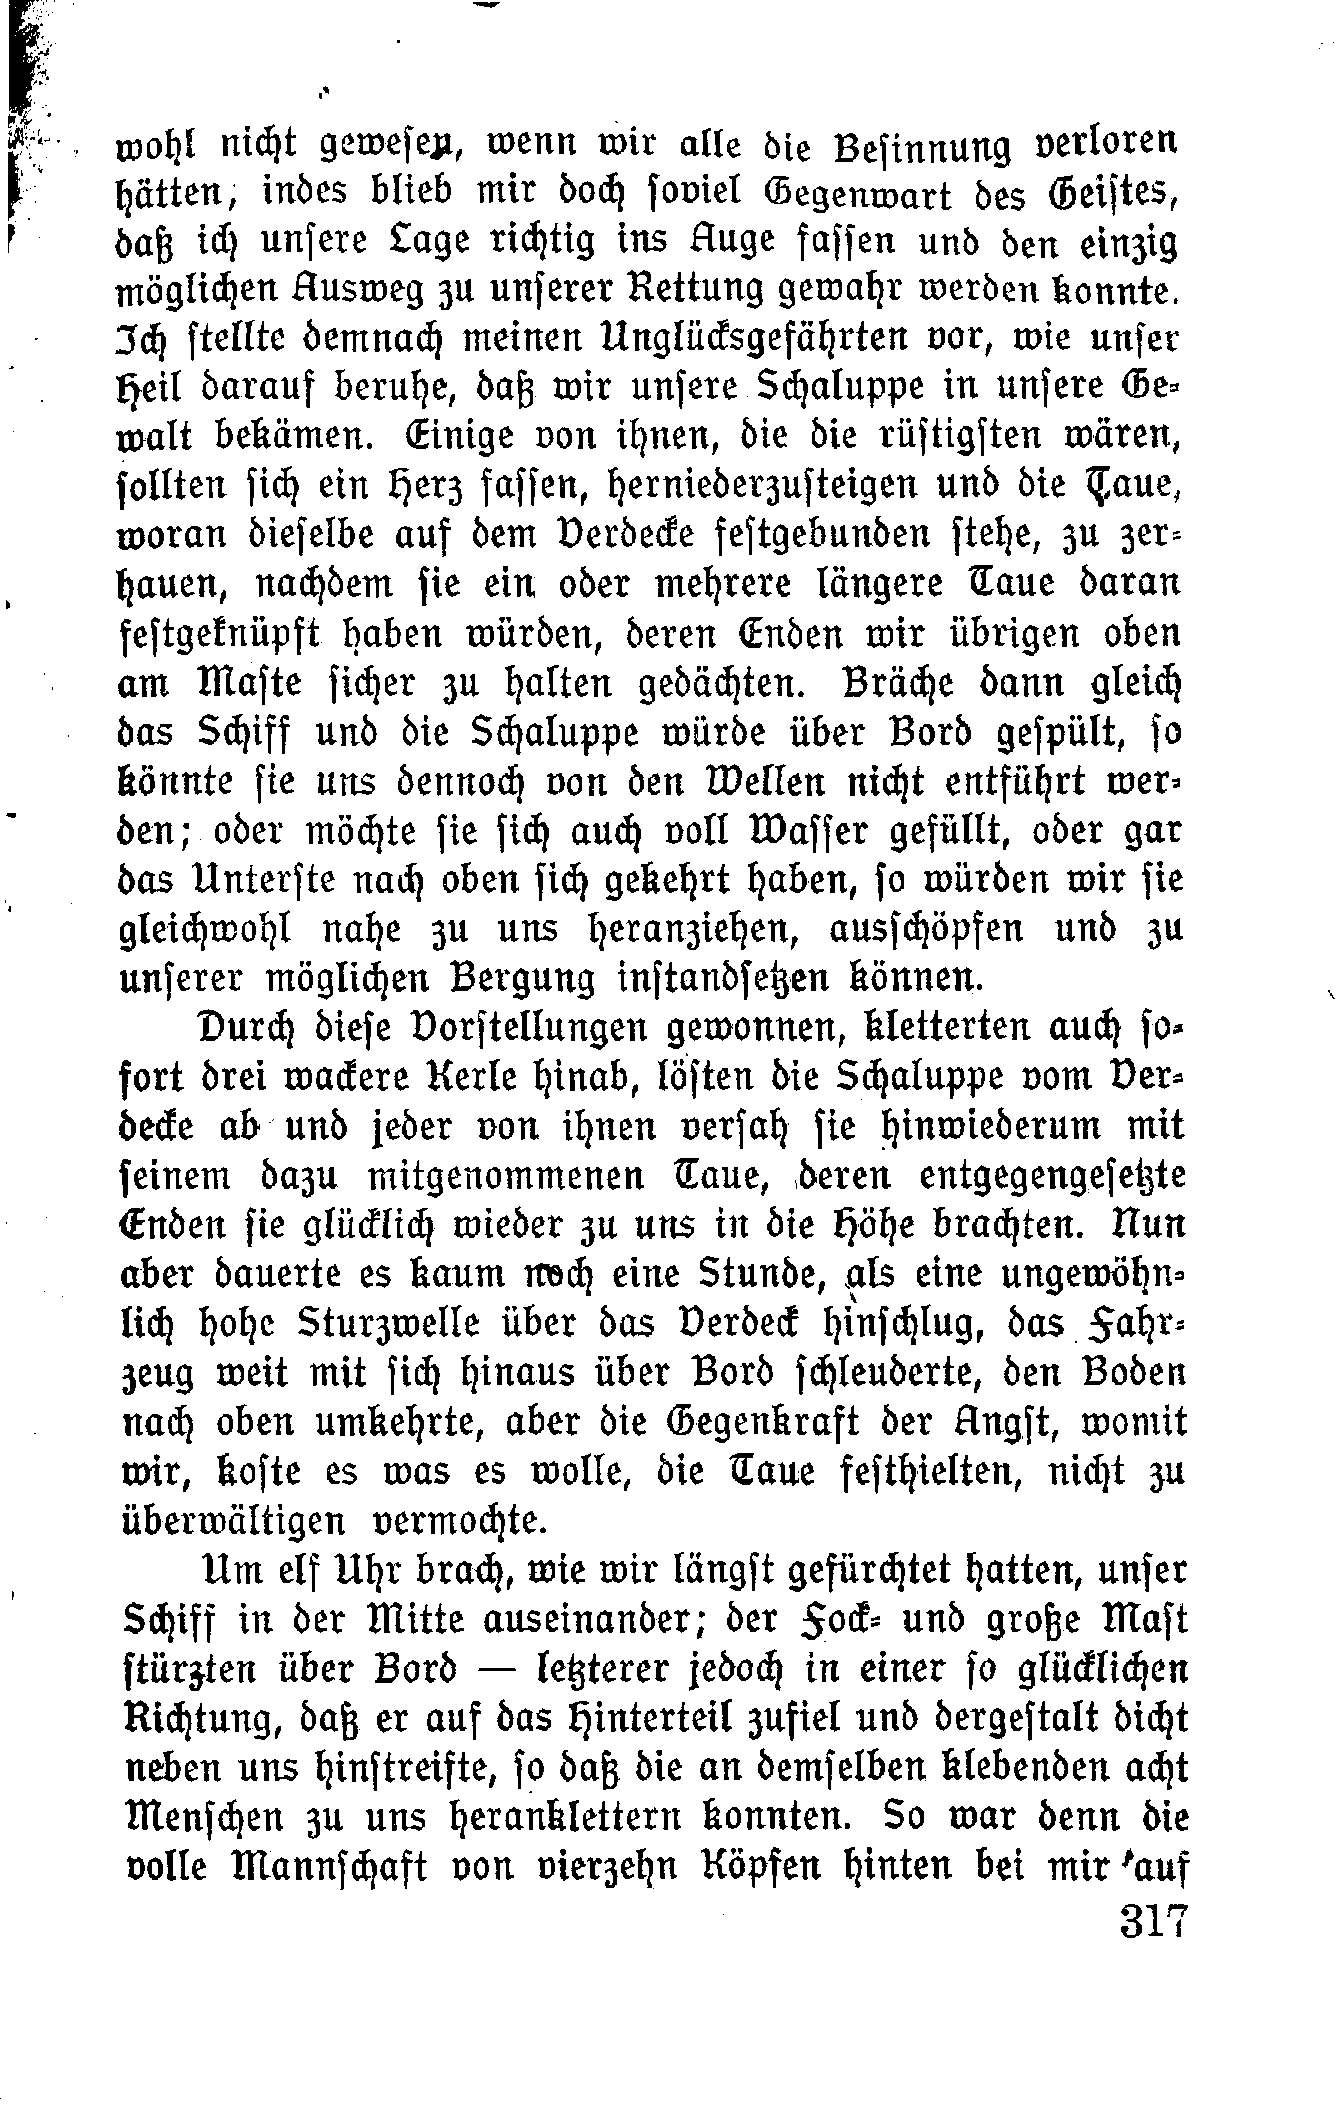 wohl nicht gewesen, wenn wir alle die Besinnung verloren
hätten, indes blieb mir doch soviel Gegenwart des Geistes,
daß ich unsere Lage richtig ins Auge fassen und den einzig
möglichen Ausweg zu unserer Rettung gewahr werden konnte.
Ich stellte demnach meinen Unglücksgefährten vor, wie unser
Heil darauf beruhe, daß wir unsere Schaluppe in unsere Ge-
walt bekämen. Einige von ihnen, die die rüstigsten wären,
sollten sich ein Herz fassen, herniederzusteigen und die Taue,
woran dieselbe auf dem Verdecke festgebunden stehe, zu zer-
hauen, nachdem sie ein oder mehrere längere Taue daran
festgeknüpft haben würden, deren Enden wir übrigen oben
am Maste sicher zu halten gedächten. Bräche dann gleich
das Schiff und die Schaluppe würde über Bord gespült, so
könnte sie uns dennoch von den Wellen nicht entführt wer-
den; oder möchte sie sich auch voll Wasser gefüllt, oder gar
das Unterste nach oben sich gekehrt haben, so würden wir sie
gleichwohl nahe zu uns heranziehen, ausschöpfen und zu
unserer möglichen Bergung instandsetzen können.
Durch diese Vorstellungen gewonnen, kletterten auch so-
fort drei wackere Kerle hinab, lösten die Schaluppe vom Ver-
decke ab und jeder von ihnen versah sie hinwiederum mit
seinem dazu mitgenommenen Taue, deren entgegengesetzte
Enden sie glücklich wieder zu uns in die Höhe brachten. Nun
aber dauerte es kaum noch eine Stunde, als eine ungewöhn-
lich hohe Sturzwelle über das Verdeck hinschlug, das Fahr-
zeug weit mit sich hinaus über Bord schleuderte, den Boden
nach oben umkehrte, aber die Gegenkraft der Angst, womit
wir, koste es was es wolle, die Taue festhielten, nicht zu
überwältigen vermochte.
Um elf Uhr brach, wie wir längst gefürchtet hatten, unser
Schiff in der Mitte auseinander; der Fock- und große Mast
stürzten über Bord — letzterer jedoch in einer so glücklichen
Richtung, daß er auf das Hinterteil zufiel und dergestalt dicht
neben uns hinstreifte, so daß die an demselben klebenden acht
Menschen zu uns heranklettern konnten. So war denn die
volle Mannschaft von vierzehn Köpfen hinten bei mir auf
317